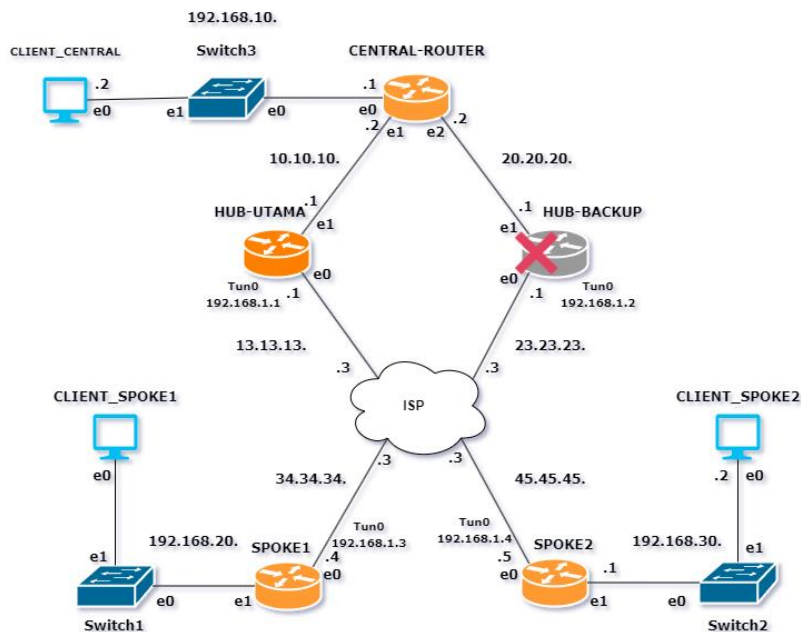 192.168.10.
CLIENT_CENTRAL
Switch3
CENTRAL-ROUTER
.2
e0
e1
e0
.1
e0
.2
e1
e2
.2
10.10.10.
20.20.20.
HUB-UTAMA
.1
e1
.1
e1
HUB-BACKUP
e0
.1
Tun0
192.168.1.1
e0
.1
Tun0
192.168.1.2
13.13.13.
23.23.23.
.3
.3
ISP
CLIENT_SPOKE1
CLIENT_SPOKE2
e0
.3
.3
.2
e0
34.34.34.
45.45.45.
192.168.20.
SPOKE1
Tun0
192.168.1.3
.4
e0
Tun0
192.168.1.4
.5
e0
SPOKE2
192.168.30.
e1
e0
e1
.1
e1
e0
e1
Switch1
Switch2